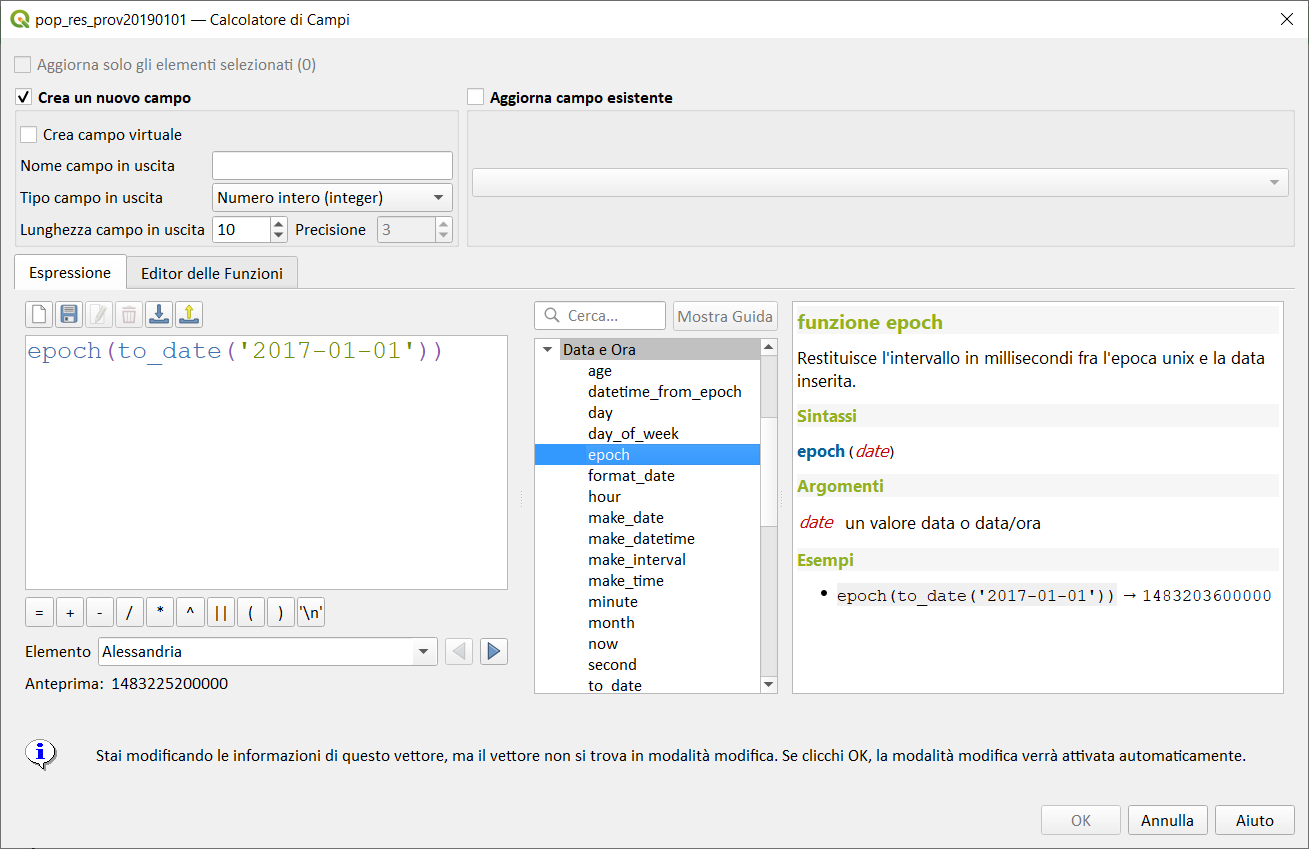 pop_res_prov20190101 — Calcolatore di Campi
Aggiorna solo gli elementi selezionati (0)
Crea un nuovo campo
Aggiorna campo esistente
Crea campo virtuale
Nome campo in uscita
Tipo campo in uscita Numero intero (integer)
Lunghezza campo in uscita 10 Precisione 3
Espressione Editor delle Funzioni
epoch(to_date('2017-01-01'))
= + - / * ^ || ( ) '\n'
Elemento Alessandria
Anteprima: 1483225200000
Cerca... Mostra Guida
Data e Ora
age
datetime_from_epoch
day
day_of_week
epoch
format_date
hour
make_date
make_datetime
make_interval
make_time
minute
month
now
second
to_date
funzione epoch
Restituisce l'intervallo in millisecondi fra l'epoca unix e la data
inserita.
Sintassi
epoch(date)
Argomenti
date un valore data o data/ora
Esempi
• epoch(to_date('2017-01-01')) → 1483203600000
Stai modificando le informazioni di questo vettore, ma il vettore non si trova in modalità modifica. Se clicchi OK, la modalità modifica verrà attivata automaticamente.
OK Annulla Aiuto